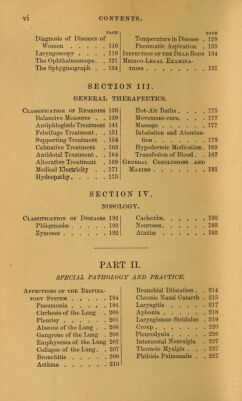 vi CONTENTS.
PAGE
Diagnosis of Diseases of
Women . . . . . . 116
Laryngoscopy . . . . 119
The Ophthalmoscope. . 121
The Sphygmograph . . 124
PAGE
Temperature in Disease . 128
Pneumatic Aspiration . 133
Inspection of the Dead Body 134
Medico-Legal Examina-
tions . . . . . . . 137
SECTION III.
GENERAL THERAPEUTICS.
Classification of Remedies 138
Balancive Measures . . 139
Antiphlogistic Treatment 141
Febrifuge Treatment . . 151
Supporting Treatment . 156
Calmative Treatment . 163
Antidotal Treatment . . 164
Alterative Treatment . 169
Medical Electricity . . 171
Hydropathy . . . . . . 175
Hot-Air Baths . . . . . 175
Movement-cure . . . . 177
Massage . . . . . . . 177
Inhalation and Atomiza-
tion . . . . . . . . 179
Hypodermic Medication . 183
Transfusion of Blood . . 187
General Conclusions and
Maxims . . . . . . . 191
SECTION IV.
NOSOLOGY.
Classification of Diseases 192
Phlegmasiæ . . . . . . 192
Zymoses . . . . . . . 192
Cachexiæ . . . . . . . 193
Neuroses . . . . . . . 193
Ataxiæ . . . . . . . . 193
PART II.
SPECIAL PATHOLOGY AND PRACTICE.
Affections of the Respira-
tory System . . . . . 194
Pneumonia . . . . . . 194
Cirrhosis of the Lung . 200
Pleurisy . . . . . . . 201
Abscess of the Lung . . 206
Gangrene of the Lung . 206
Emphysema of the Lung 207
Collapse of the Lung . . 207
Bronchitis . . . . . . 208
Asthma . . . . . . . 210
Bronchial Dilatation . . 214
Chronic Nasal Catarrh . 215
Laryngitis . . . . . . 217
Aphonia . . . . . . . 218
Laryngismus Stridulus . 219
Croup . . . . . . . . 220
Pleurodynia . . . . . . 226
Intercostal Neuralgia . 227
Thoracic Myalgia . . . 227
Phthisis Pulmonalis . . 227